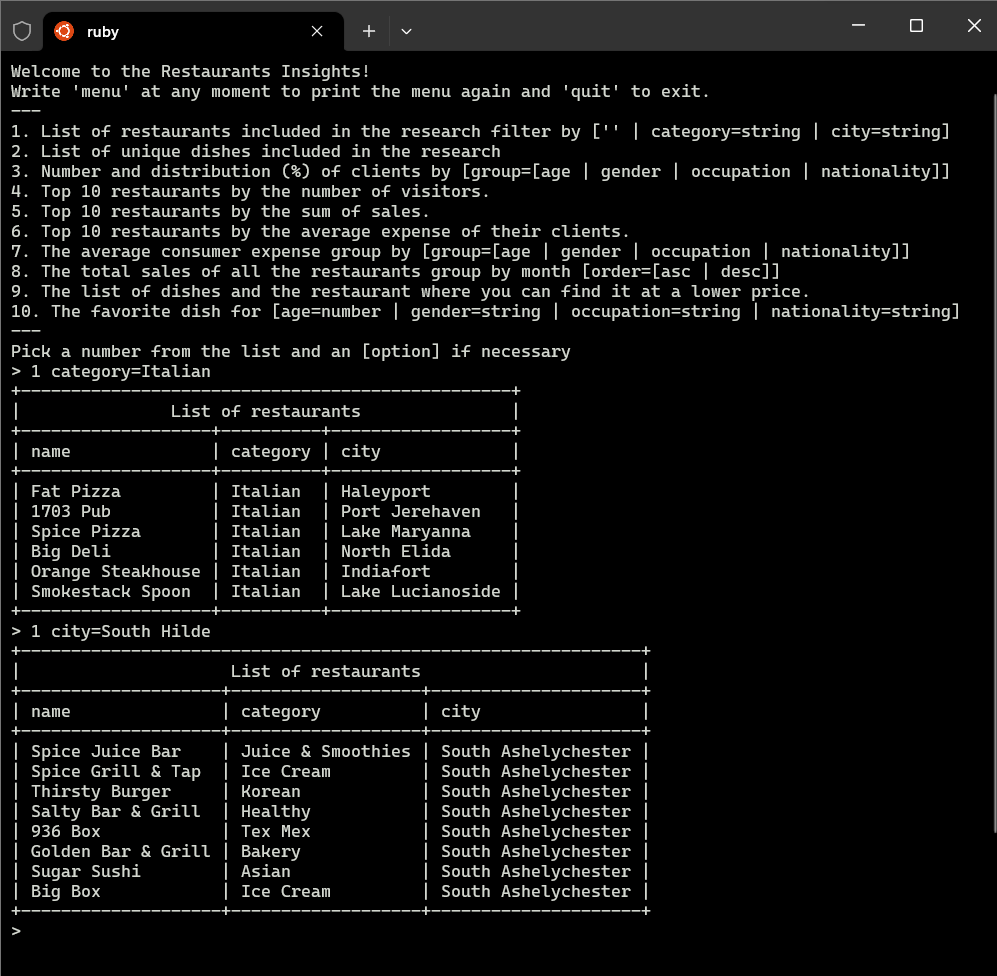 ruby
Welcome to the Restaurants Insights!
Write 'menu' at any moment to print the menu again and 'quit' to exit.
---
1. List of restaurants included in the research filter by ['' | category=string | city=string]
2. List of unique dishes included in the research
3. Number and distribution (%) of clients by [group=[age | gender | occupation | nationality]]
4. Top 10 restaurants by the number of visitors.
5. Top 10 restaurants by the sum of sales.
6. Top 10 restaurants by the average expense of their clients.
7. The average consumer expense group by [group=[age | gender | occupation | nationality]]
8. The total sales of all the restaurants group by month [order=[asc | desc]]
9. The list of dishes and the restaurant where you can find it at a lower price.
10. The favorite dish for [age=number | gender=string | occupation=string | nationality=string]
---
Pick a number from the list and an [option] if necessary
> 1 category=Italian
+-------------------------------------------------+
|               List of restaurants               |
+-------------------+----------+------------------+
| name              | category | city             |
+-------------------+----------+------------------+
| Fat Pizza         | Italian  | Haleyport        |
| 1703 Pub          | Italian  | Port Jerehaven   |
| Spice Pizza       | Italian  | Lake Maryanna    |
| Big Deli          | Italian  | North Elida      |
| Orange Steakhouse | Italian  | Indiafort        |
| Smokestack Spoon  | Italian  | Lake Lucianoside |
+-------------------+----------+------------------+
> 1 city=South Hilde
+--------------------------------------------------------------+
|                     List of restaurants                      |
+--------------------+-------------------+---------------------+
| name               | category          | city                |
+--------------------+-------------------+---------------------+
| Spice Juice Bar    | Juice & Smoothies | South Ashelychester |
| Spice Grill & Tap  | Ice Cream         | South Ashelychester |
| Thirsty Burger     | Korean            | South Ashelychester |
| Salty Bar & Grill  | Healthy           | South Ashelychester |
| 936 Box            | Tex Mex           | South Ashelychester |
| Golden Bar & Grill | Bakery            | South Ashelychester |
| Sugar Sushi        | Asian             | South Ashelychester |
| Big Box            | Ice Cream         | South Ashelychester |
+--------------------+-------------------+---------------------+
>